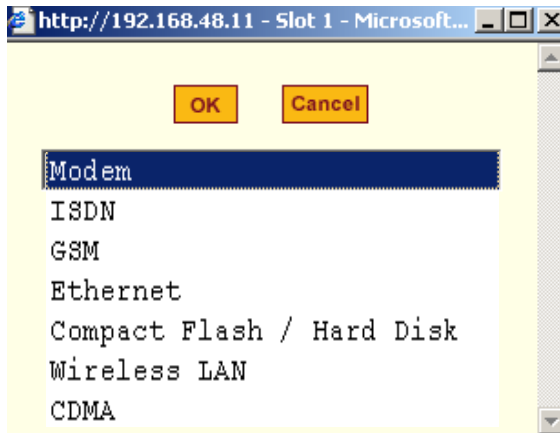 http://192.168.48.11 - Slot 1 - Microsoft...
OK Cancel
Modem
ISDN
GSM
Ethernet
Compact Flash / Hard Disk
Wireless LAN
CDMA